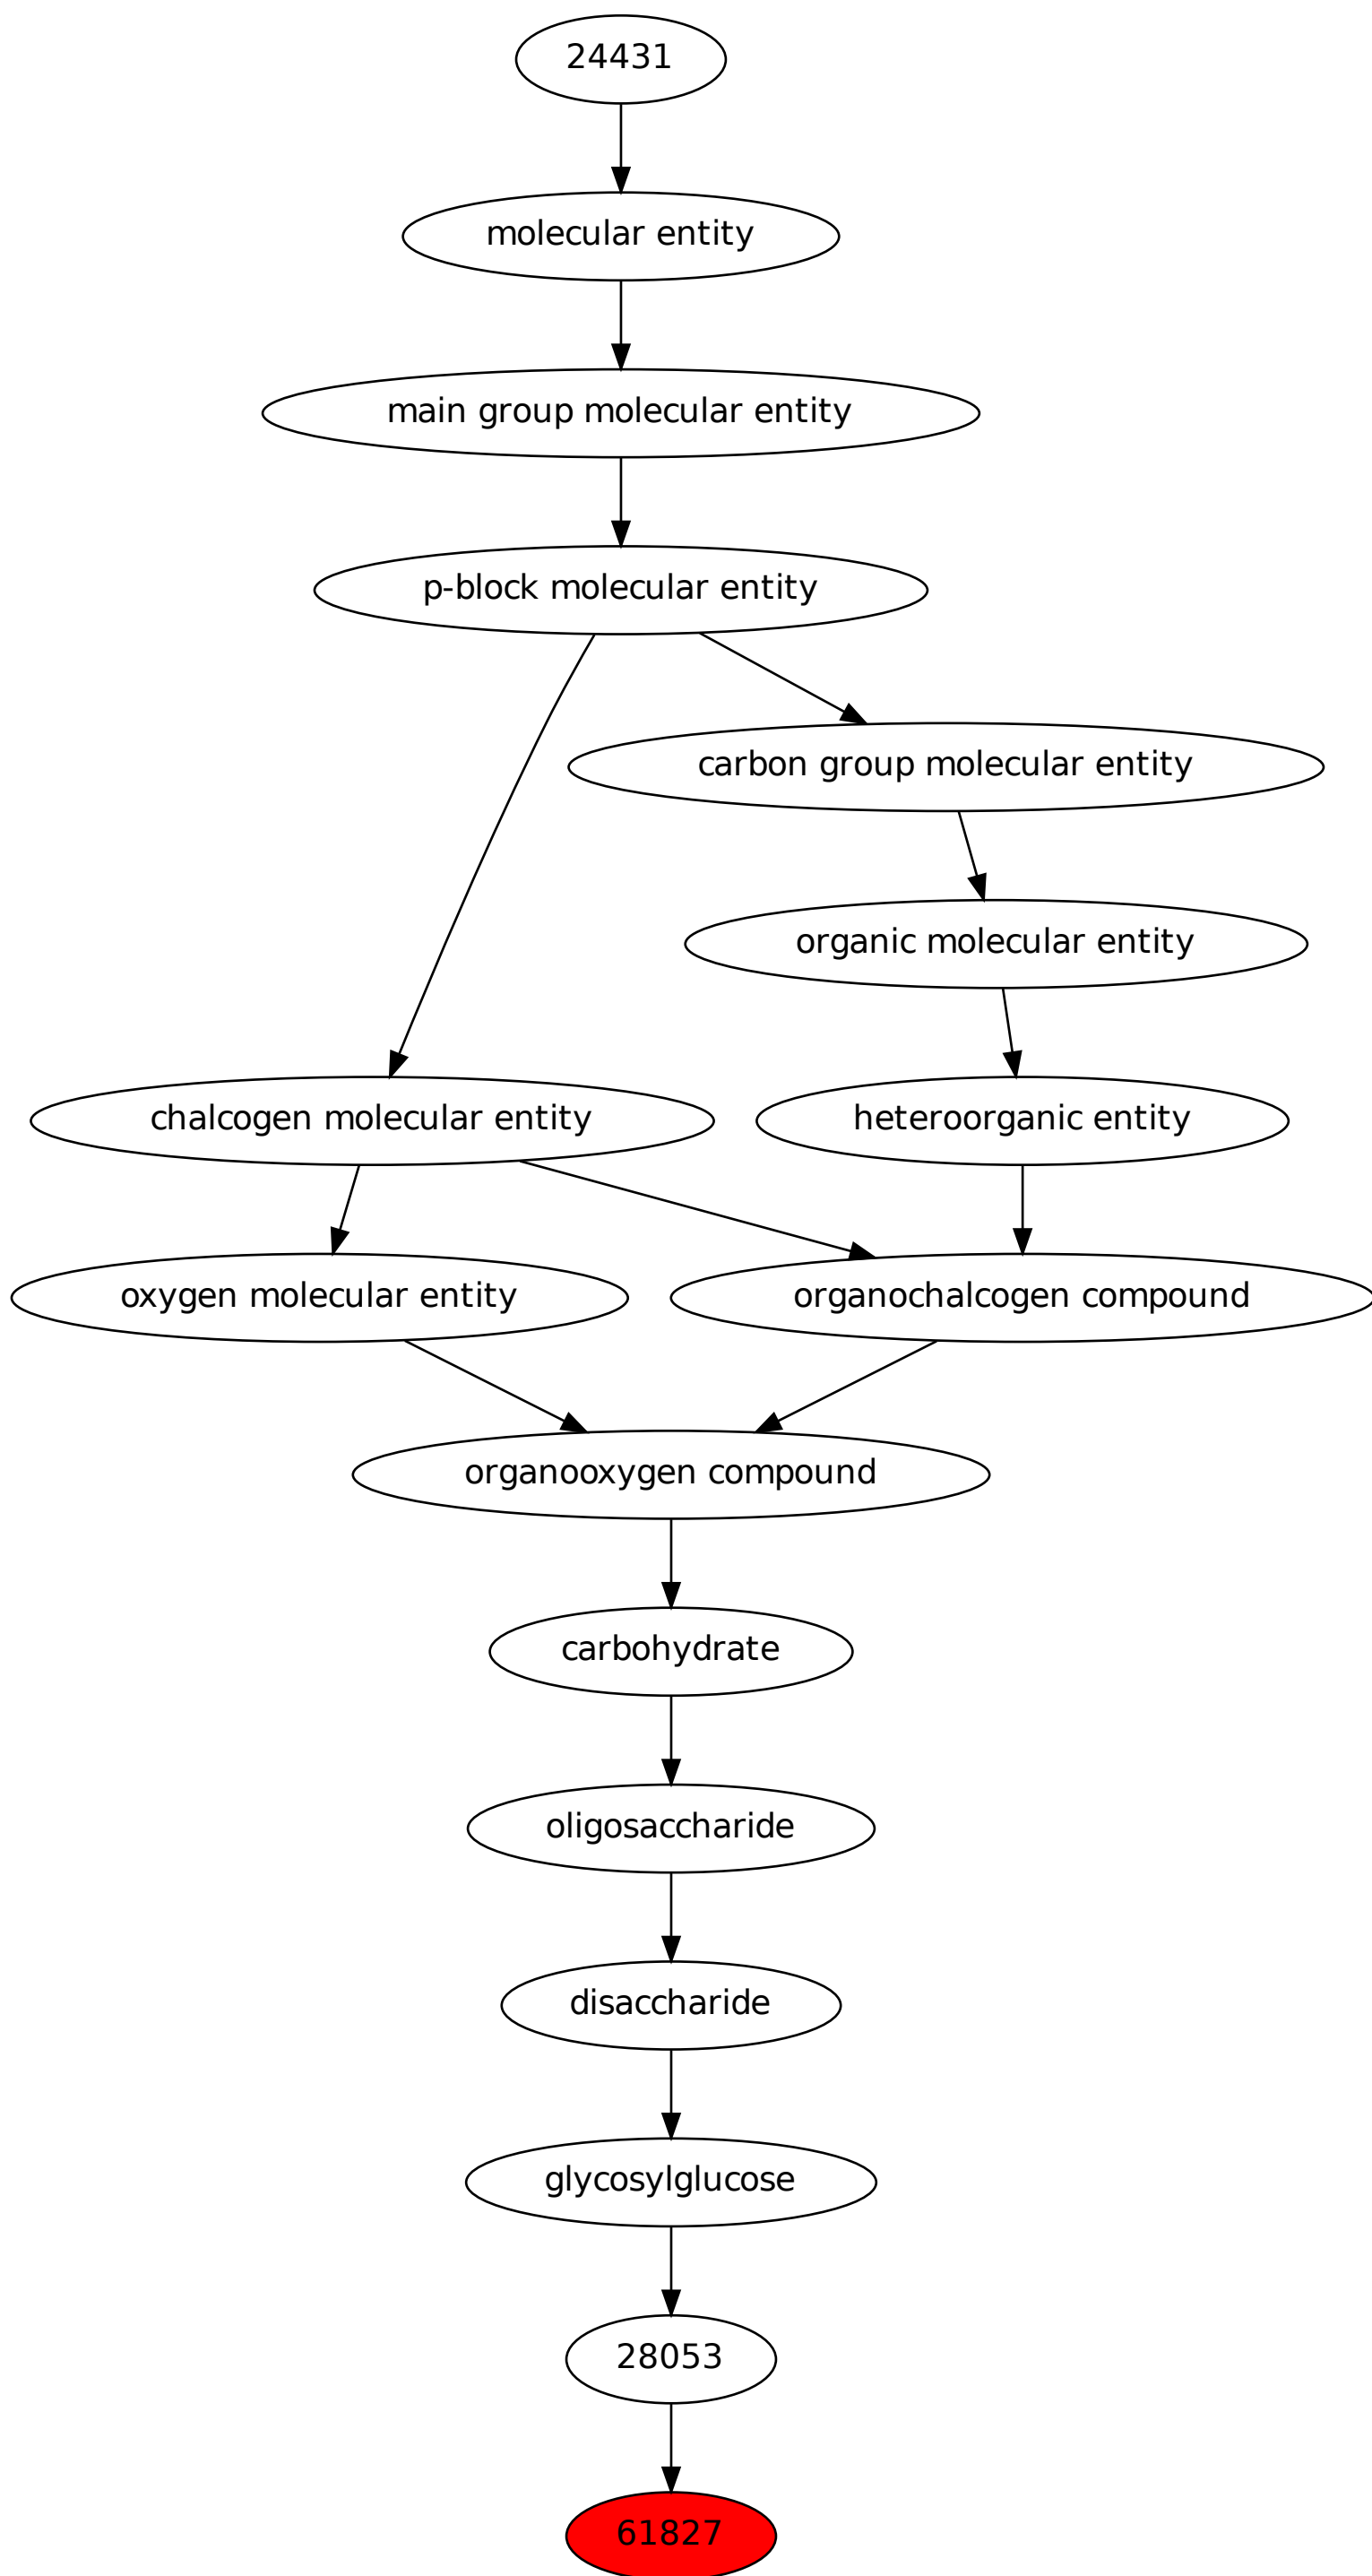 24431
molecular entity
main group molecular entity
p-block molecular entity
carbon group molecular entity
organic molecular entity
chalcogen molecular entity
heteroorganic entity
oxygen molecular entity
organochalcogen compound
organooxygen compound
carbohydrate
oligosaccharide
disaccharide
glycosylglucose
28053
61827